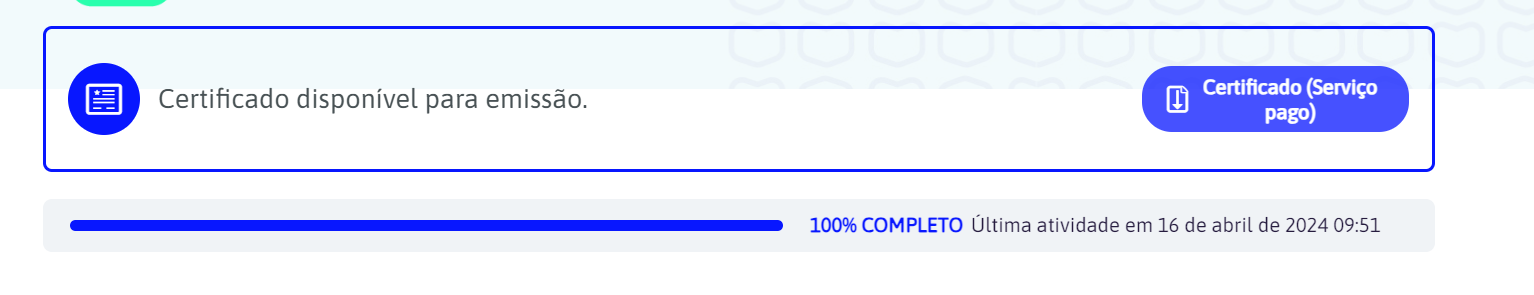 Certificado disponível para emissão.
Certificado (Serviço
pago)
100% COMPLETO Última atividade em 16 de abril de 2024 09:51